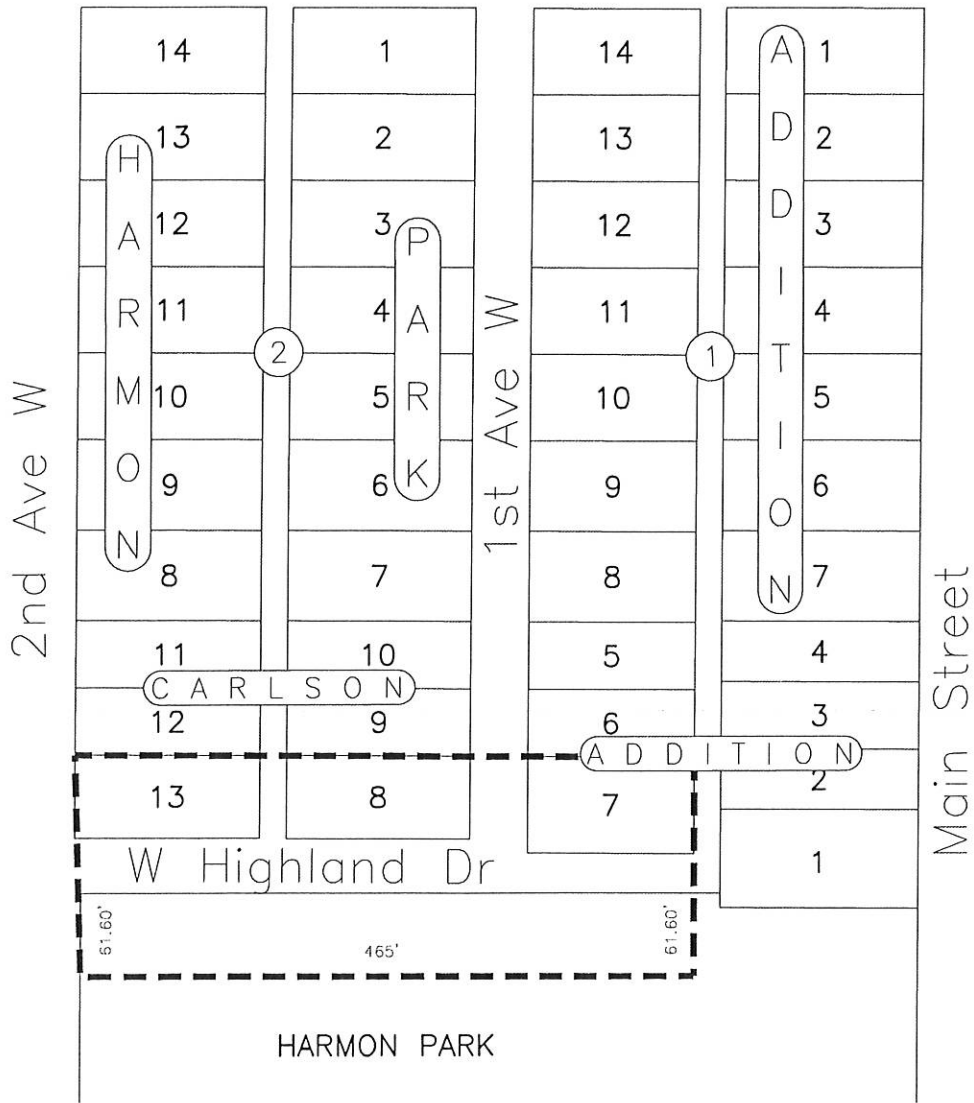 14 1 14 1
13 2 13 2
12 3 12 3
11 4 11 4
10 5 10 5
9 6 9 6
8 7 8 7
11 10 5 4
12 9 6 3
13 8 7 2
1
2
1
HARMON
PARK
ADDITION
CARLSON
ADDITION
2nd Ave W
1st Ave W
Main Street
W Highland Dr
61.60' 465' 61.60'
HARMON PARK